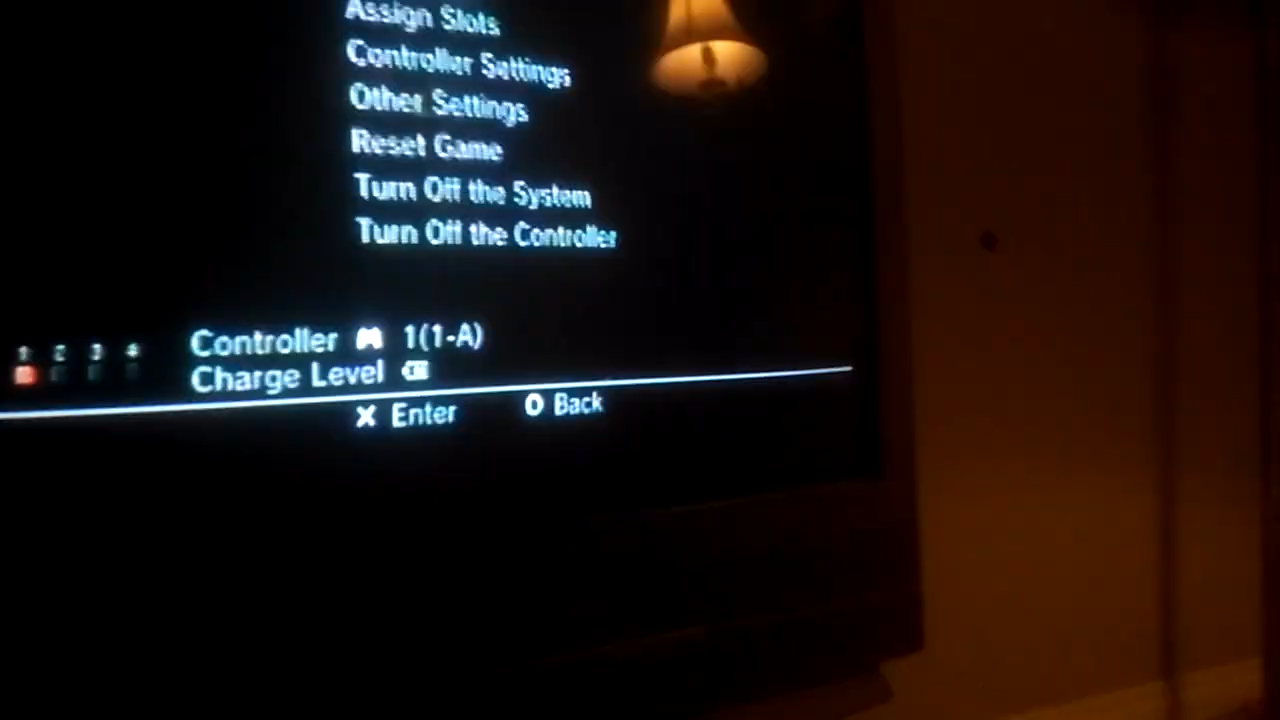 Assign Slots
Controller Settings
Other Settings
Reset Game
Turn Off the System
Turn Off the Controller
1 2 3 4
Controller 1(1-A)
Charge Level
X Enter O Back